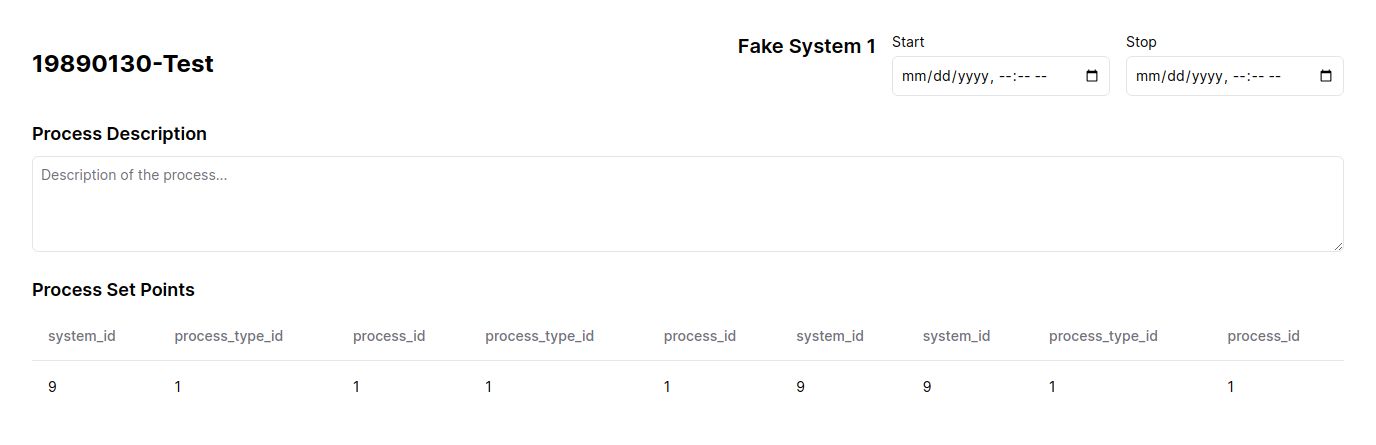 19890130-Test
Fake System 1
Start
Stop
mm/dd/yyyy, --:-- --
mm/dd/yyyy, --:-- --
Process Description
Description of the process...
Process Set Points
system_id process_type_id process_id process_type_id process_id system_id system_id process_type_id process_id
9 1 1 1 1 9 9 1 1